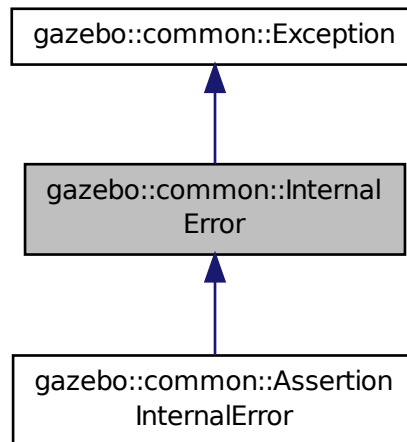 gazebo::common::Exception
gazebo::common::Internal
Error
gazebo::common::Assertion
InternalError